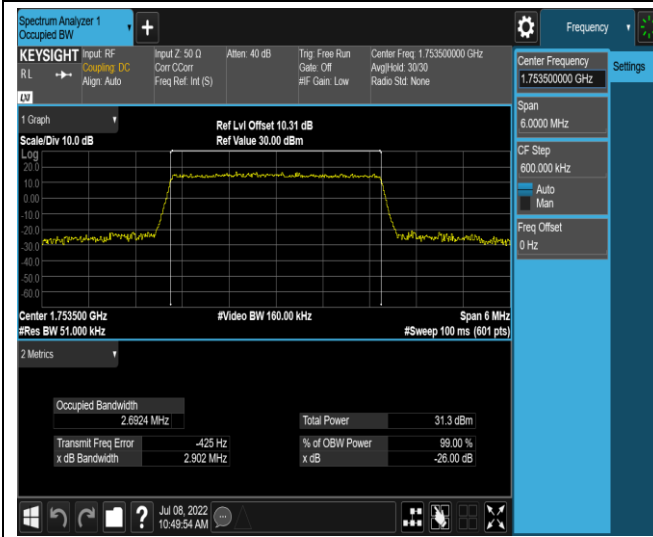 Spectrum Analyzer 1
Occupied BW
+
Frequency
KEYSIGHT
RL
LXI
Input: RF
Coupling: DC
Align: Auto
Input Z: 50 Ω
Corr CCorr
Freq Ref: Int (S)
Atten: 40 dB
Trig: Free Run
Gate: Off
#IF Gain: Low
Center Freq: 1.753500000 GHz
Avg|Hold: 30/30
Radio Std: None
Center Frequency
1.753500000 GHz
Settings
Span
6.0000 MHz
CF Step
600.000 kHz
Auto
Man
Freq Offset
0 Hz
1 Graph
Scale/Div 10.0 dB
Ref Lvl Offset 10.31 dB
Ref Value 30.00 dBm
Log
20.0
10.0
0.00
-10.0
-20.0
-30.0
-40.0
-50.0
-60.0
Center 1.753500 GHz
#Video BW 160.00 kHz
Span 6 MHz
#Res BW 51.000 kHz
#Sweep 100 ms (601 pts)
2 Metrics
Occupied Bandwidth
2.6924 MHz
Total Power 31.3 dBm
Transmit Freq Error -425 Hz
% of OBW Power 99.00 %
x dB Bandwidth 2.902 MHz
x dB -26.00 dB
?
Jul 08, 2022
10:49:54 AM